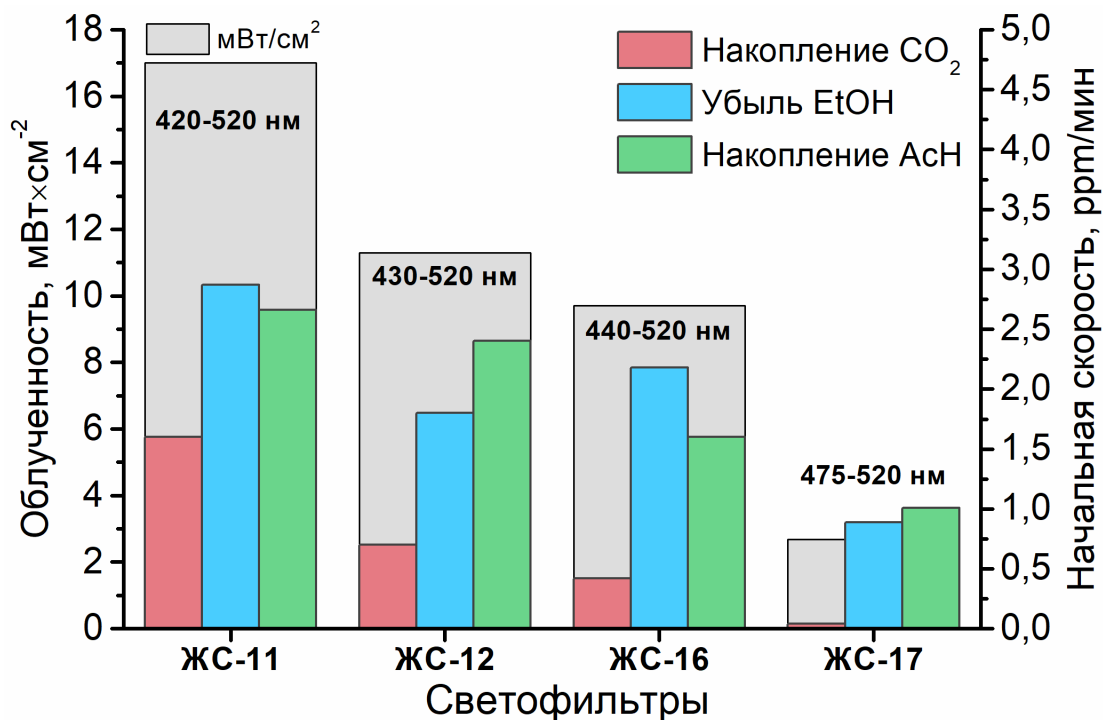 мВт/см²
Накопление CO₂
Убыль EtOH
Накопление AcH
420-520 нм
430-520 нм
440-520 нм
475-520 нм
Облученность, мВт×см⁻²
18
16
14
12
10
8
6
4
2
0
Начальная скорость, ppm/мин
5,0
4,5
4,0
3,5
3,0
2,5
2,0
1,5
1,0
0,5
0,0
ЖС-11 ЖС-12 ЖС-16 ЖС-17
Светофильтры